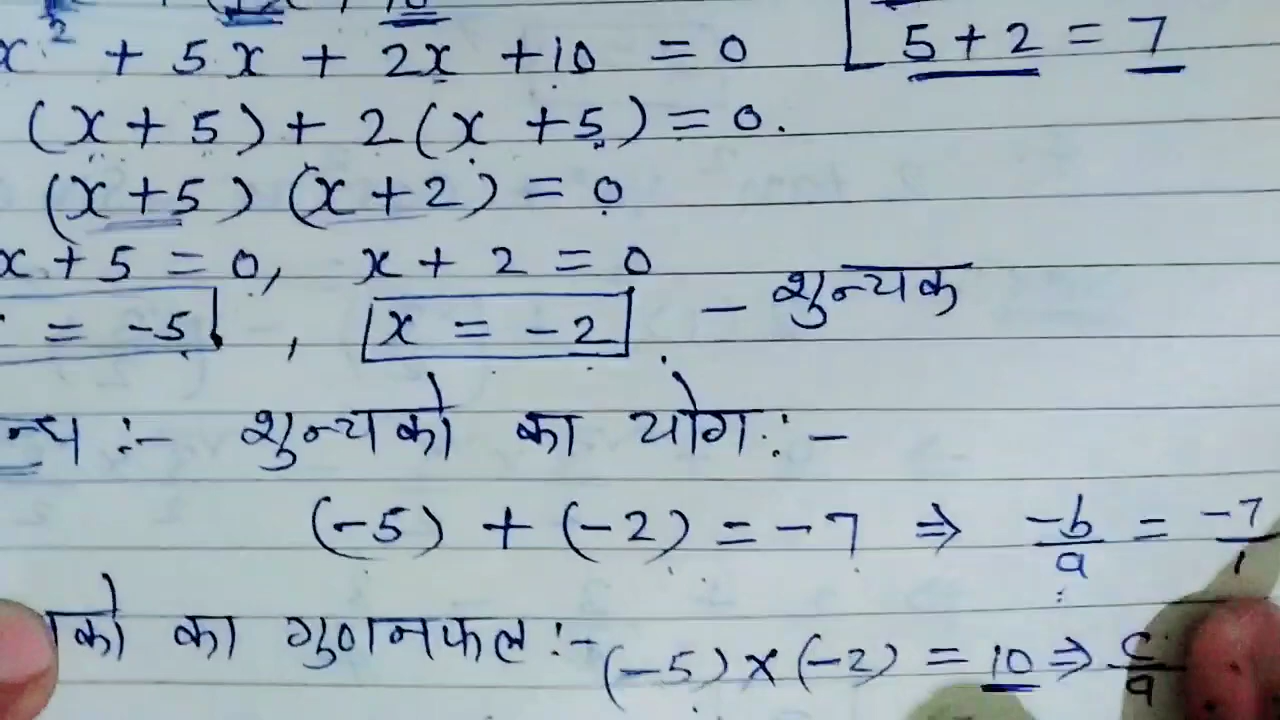 x² + 5x + 2x + 10 = 0
5 + 2 = 7
(x + 5) + 2(x + 5) = 0.
(x + 5) (x + 2) = 0
x + 5 = 0, x + 2 = 0
= -5 , x = -2 - शुन्यक
:- शुन्यको का योग :-
(-5) + (-2) = -7 ⇒ -b/a = -7/1
को का गुणनफल :- (-5) × (-2) = 10 ⇒ c/a